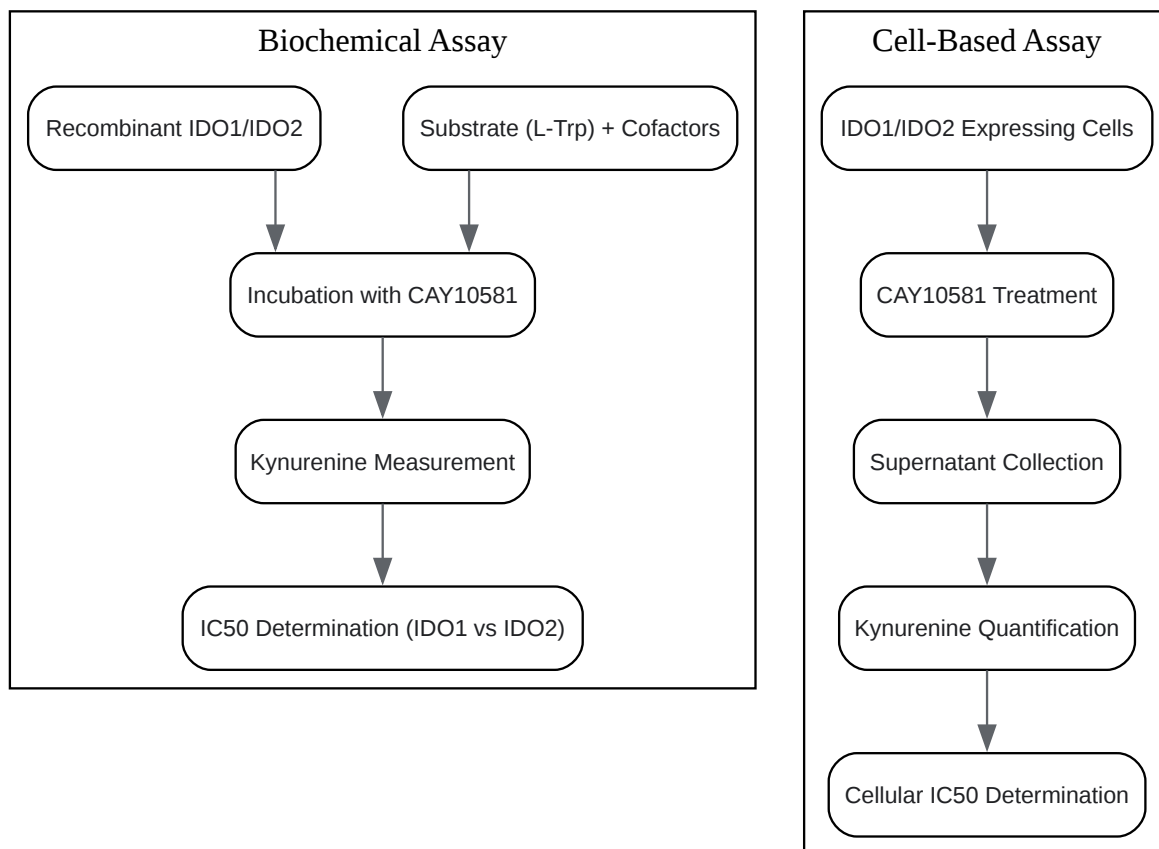 Biochemical Assay
Recombinant IDO1/IDO2
Substrate (L-Trp) + Cofactors
Incubation with CAY10581
Kynurenine Measurement
IC50 Determination (IDO1 vs IDO2)
Cell-Based Assay
IDO1/IDO2 Expressing Cells
CAY10581 Treatment
Supernatant Collection
Kynurenine Quantification
Cellular IC50 Determination